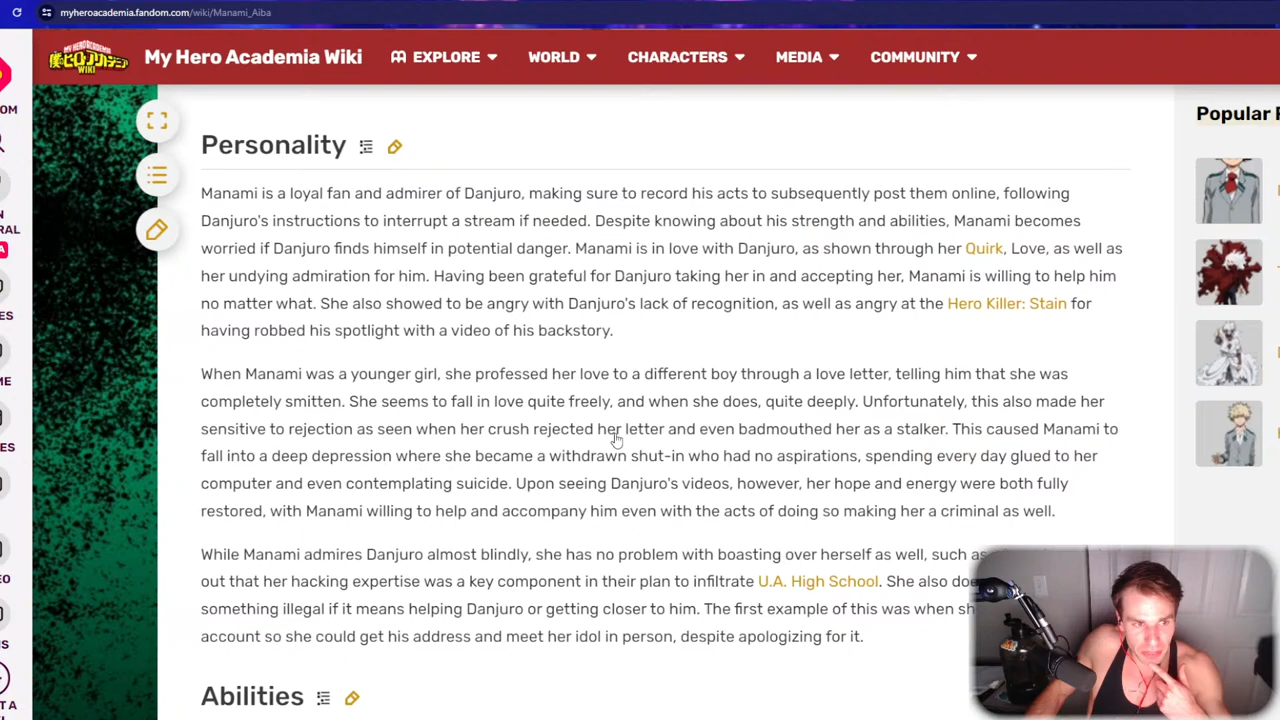 myheroacademia.fandom.com/wiki/Manami_Aiba
僕のヒーローアカデミア
WIKI
My Hero Academia Wiki
EXPLORE
WORLD
CHARACTERS
MEDIA
COMMUNITY
Popular
Personality
Manami is a loyal fan and admirer of Danjuro, making sure to record his acts to subsequently post them online, following
Danjuro's instructions to interrupt a stream if needed. Despite knowing about his strength and abilities, Manami becomes
worried if Danjuro finds himself in potential danger. Manami is in love with Danjuro, as shown through her Quirk, Love, as well as
her undying admiration for him. Having been grateful for Danjuro taking her in and accepting her, Manami is willing to help him
no matter what. She also showed to be angry with Danjuro's lack of recognition, as well as angry at the Hero Killer: Stain for
having robbed his spotlight with a video of his backstory.
When Manami was a younger girl, she professed her love to a different boy through a love letter, telling him that she was
completely smitten. She seems to fall in love quite freely, and when she does, quite deeply. Unfortunately, this also made her
sensitive to rejection as seen when her crush rejected her letter and even badmouthed her as a stalker. This caused Manami to
fall into a deep depression where she became a withdrawn shut-in who had no aspirations, spending every day glued to her
computer and even contemplating suicide. Upon seeing Danjuro's videos, however, her hope and energy were both fully
restored, with Manami willing to help and accompany him even with the acts of doing so making her a criminal as well.
While Manami admires Danjuro almost blindly, she has no problem with boasting over herself as well, such as
out that her hacking expertise was a key component in their plan to infiltrate U.A. High School. She also
something illegal if it means helping Danjuro or getting closer to him. The first example of this was when
account so she could get his address and meet her idol in person, despite apologizing for it.
Abilities